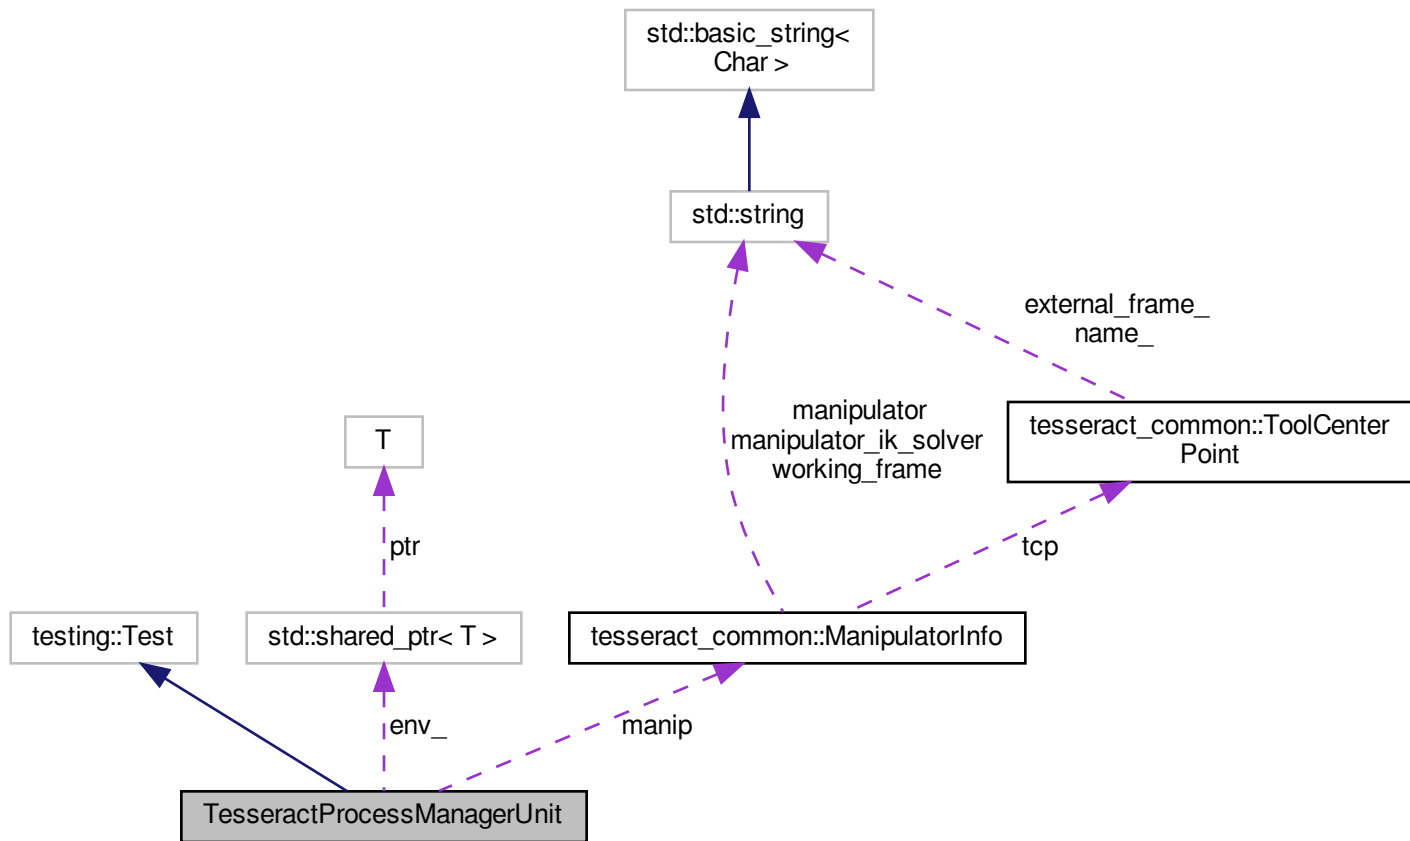 std::basic_string<
Char >
std::string
external_frame_
name_
manipulator
manipulator_ik_solver
working_frame
tesseract_common::ToolCenter
Point
T
ptr
tcp
testing::Test
std::shared_ptr< T >
tesseract_common::ManipulatorInfo
env_
manip
TesseractProcessManagerUnit